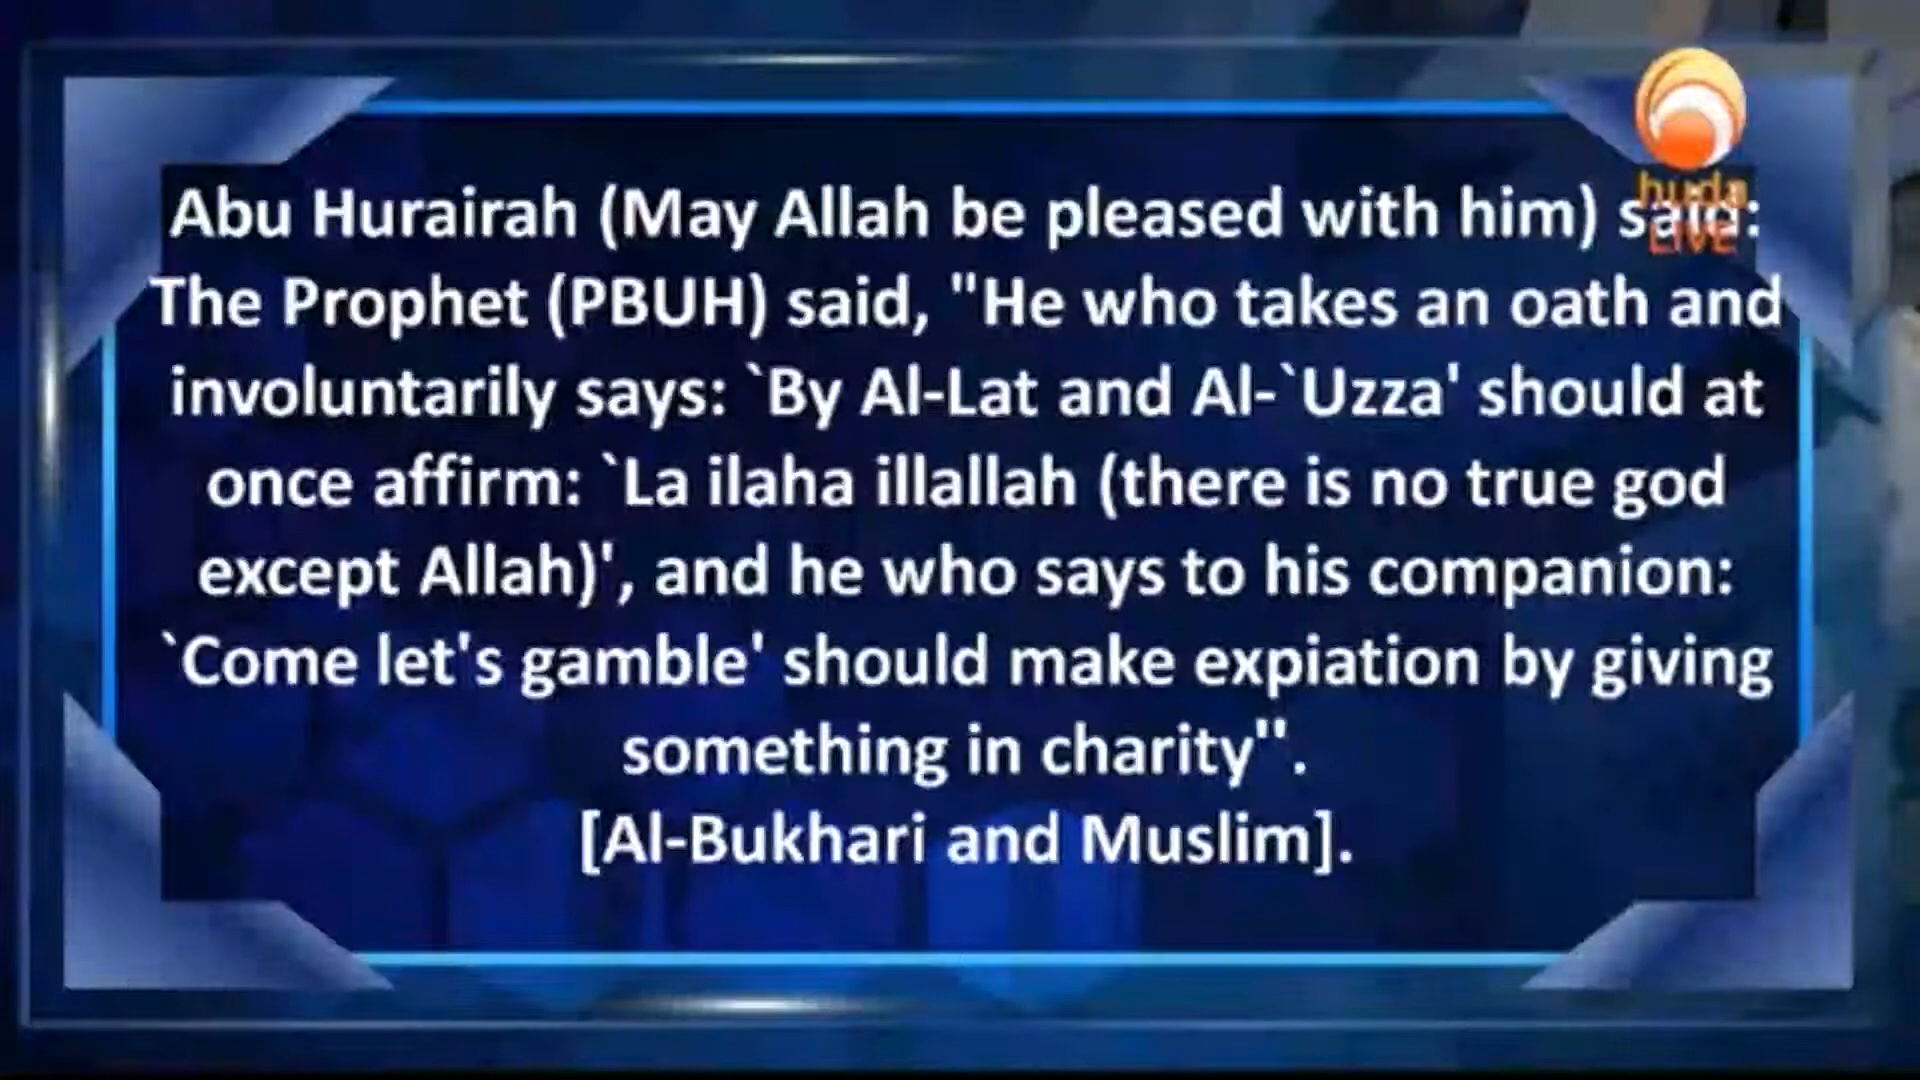 Abu Hurairah (May Allah be pleased with him) said:
The Prophet (PBUH) said, "He who takes an oath and
involuntarily says: `By Al-Lat and Al-`Uzza' should at
once affirm: `La ilaha illallah (there is no true god
except Allah)', and he who says to his companion:
`Come let's gamble' should make expiation by giving
something in charity".
[Al-Bukhari and Muslim].
huda
LIVE